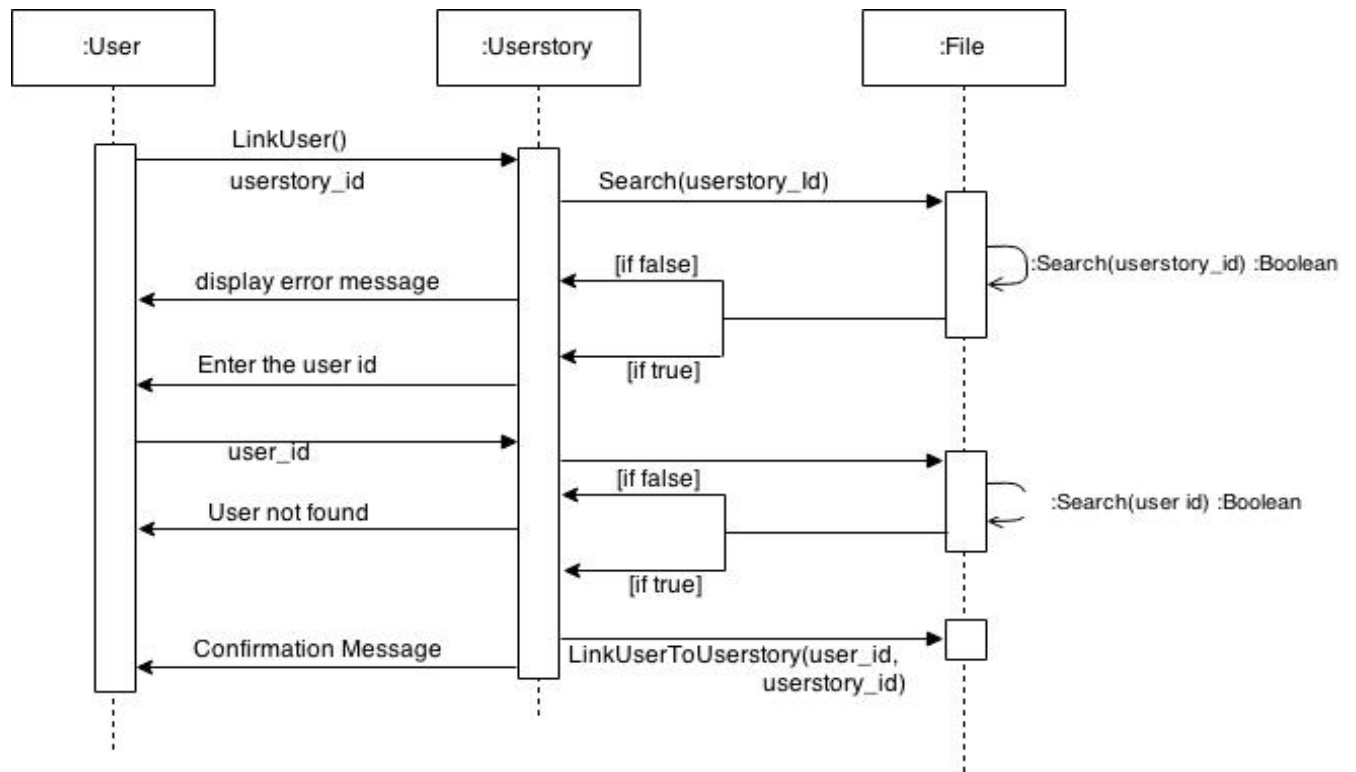 :User
:Userstory
:File
LinkUser()
userstory_id
Search(userstory_Id)
[if false]
:Search(userstory_id) :Boolean
display error message
Enter the user id
[if true]
user_id
[if false]
:Search(user id) :Boolean
User not found
[if true]
Confirmation Message
LinkUserToUserstory(user_id,
userstory_id)